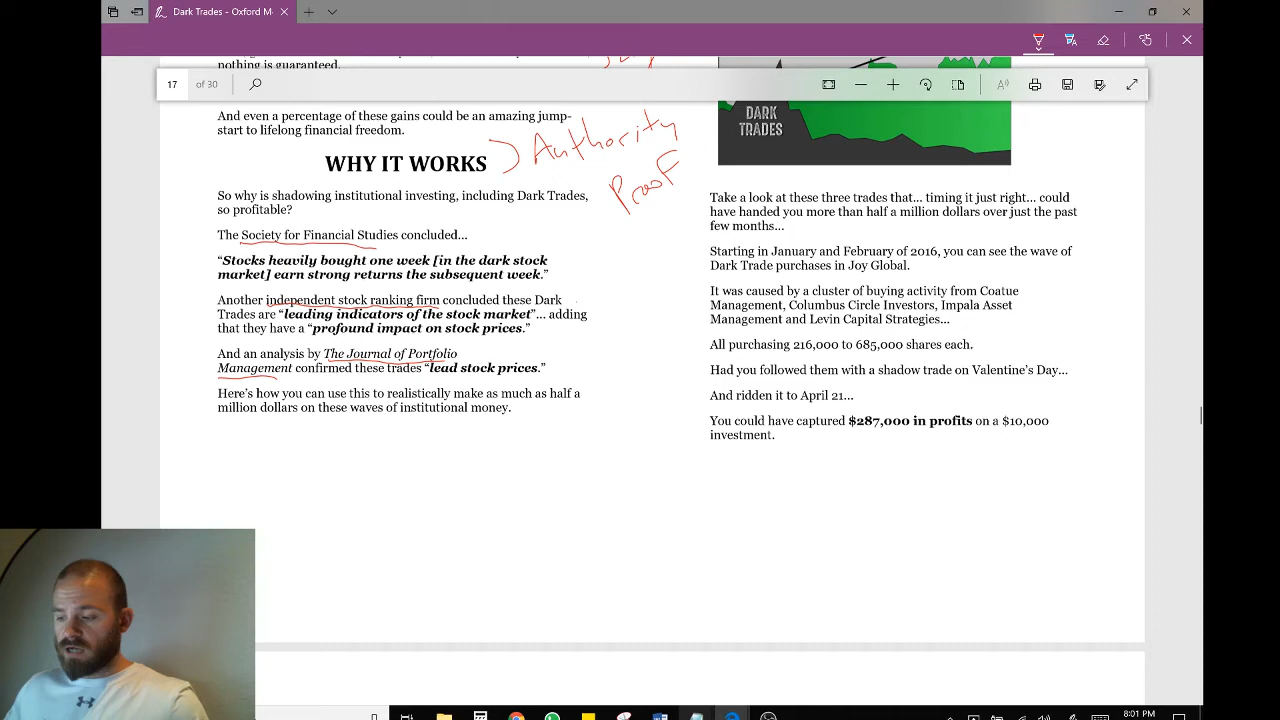 Dark Trades - Oxford M
17 of 30
nothing is guaranteed.
And even a percentage of these gains could be an amazing jump-
start to lifelong financial freedom.
WHY IT WORKS
Authority
Proof
So why is shadowing institutional investing, including Dark Trades,
so profitable?
The Society for Financial Studies concluded...
“Stocks heavily bought one week [in the dark stock
market] earn strong returns the subsequent week.”
Another independent stock ranking firm concluded these Dark
Trades are “leading indicators of the stock market”... adding
that they have a “profound impact on stock prices.”
And an analysis by The Journal of Portfolio
Management confirmed these trades “lead stock prices.”
Here’s how you can use this to realistically make as much as half a
million dollars on these waves of institutional money.
DARK
TRADES
Take a look at these three trades that... timing it just right... could
have handed you more than half a million dollars over just the past
few months...
Starting in January and February of 2016, you can see the wave of
Dark Trade purchases in Joy Global.
It was caused by a cluster of buying activity from Coatue
Management, Columbus Circle Investors, Impala Asset
Management and Levin Capital Strategies...
All purchasing 216,000 to 685,000 shares each.
Had you followed them with a shadow trade on Valentine’s Day...
And ridden it to April 21...
You could have captured $287,000 in profits on a $10,000
investment.
8:01 PM